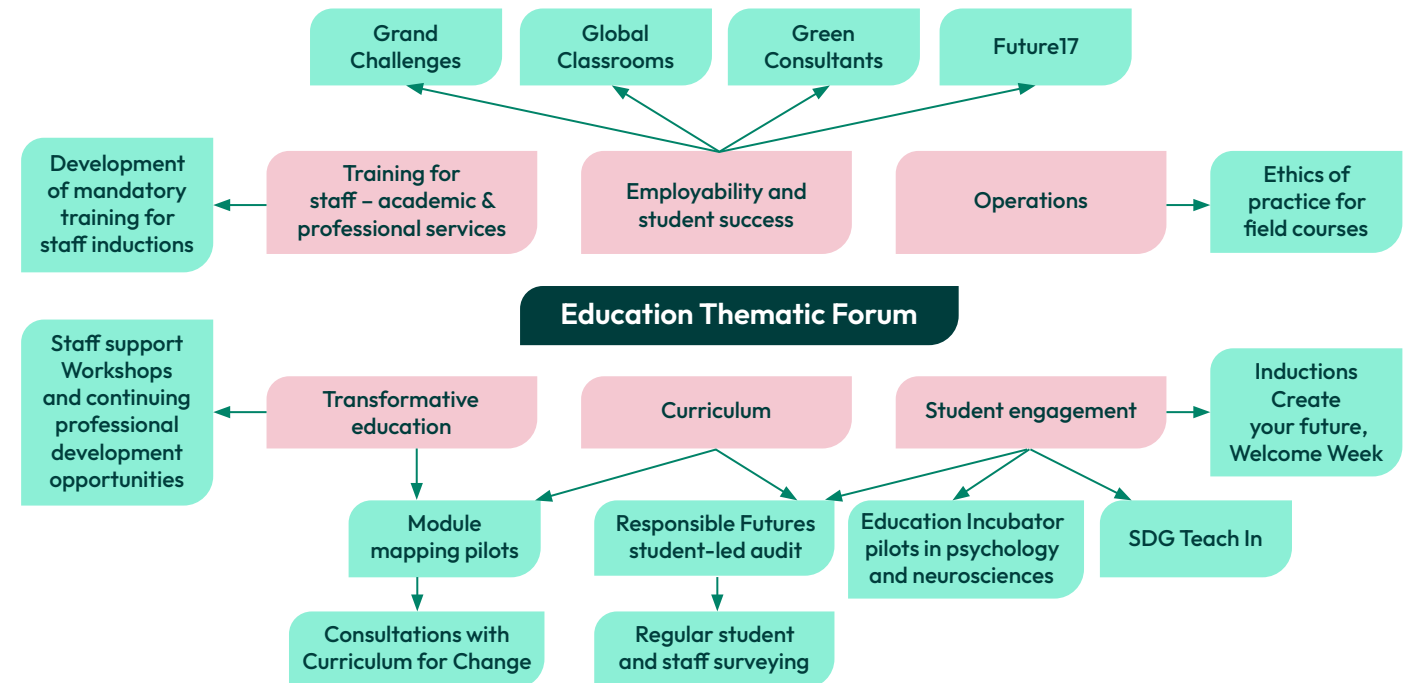 Grand
Challenges
Global
Classrooms
Green
Consultants
Future17
Development
of mandatory
training for
staff inductions
Training for
staff – academic &
professional services
Employability and
student success
Operations
Ethics of
practice for
field courses
Education Thematic Forum
Staff support
Workshops
and continuing
professional
development
opportunities
Transformative
education
Curriculum
Student engagement
Inductions
Create
your future,
Welcome Week
Module
mapping pilots
Responsible Futures
student-led audit
Education Incubator
pilots in psychology
and neurosciences
SDG Teach In
Consultations with
Curriculum for Change
Regular student
and staff surveying